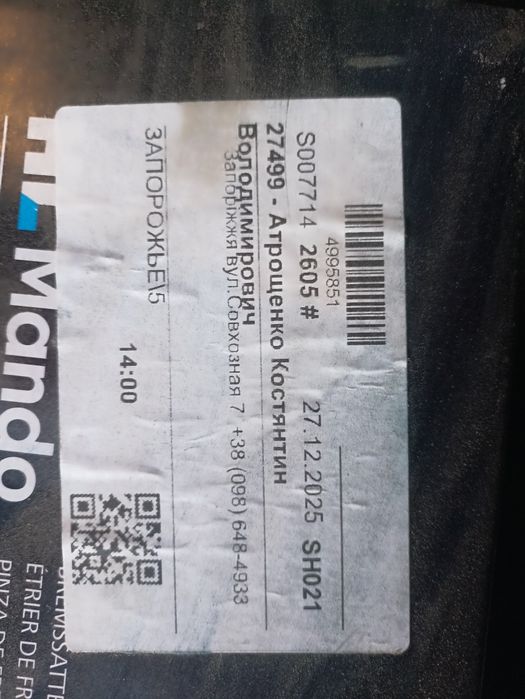 4995851
S007714 2605 # 27.12.2025 SH021
27499 - Атрощенко Костянтин
Володимирович
Запоріжжя Вул.Совхозная 7 +38 (098) 648-4933
ЗАПОРОЖЬЕ\5
14:00
Mando
ÉTRIER DE FR